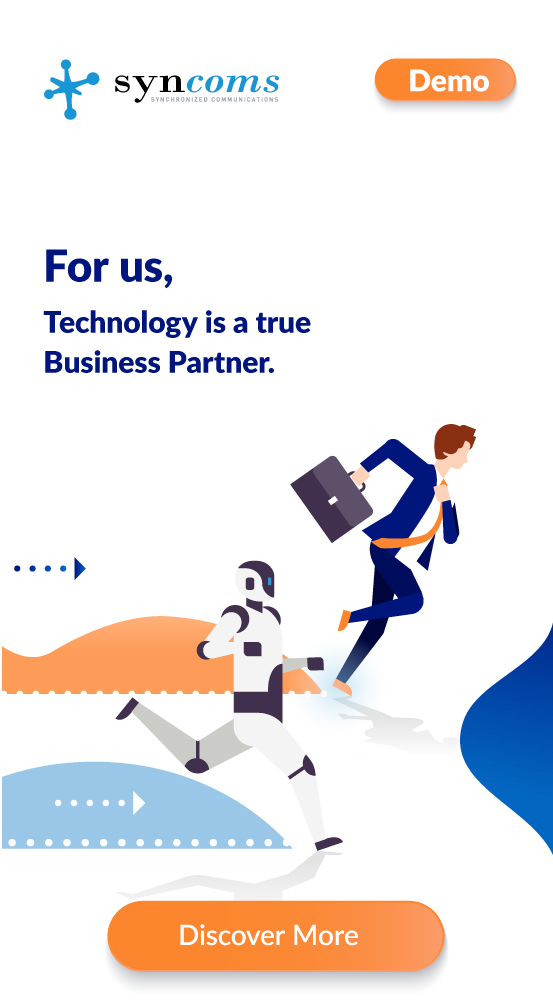 syncoms
SYNCHRONIZED COMMUNICATIONS
Demo
For us,
Technology is a true
Business Partner.
Discover More